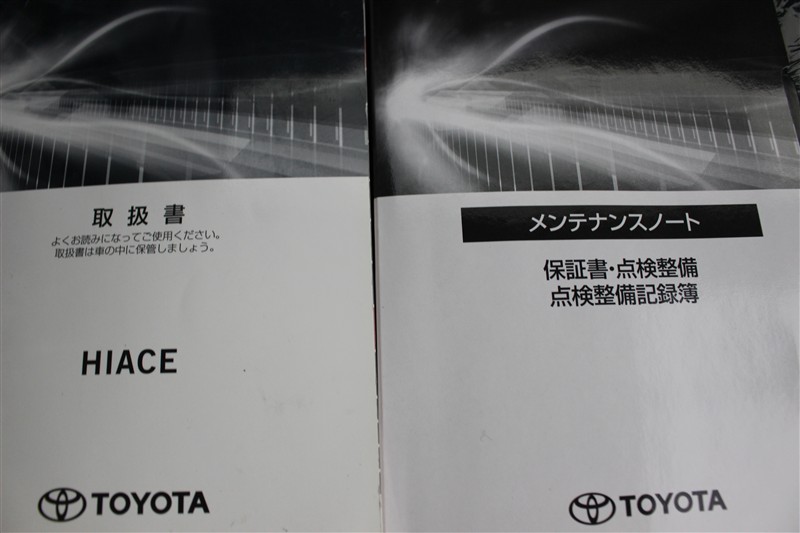 取扱書
よくお読みになってご使用ください。
取扱書は車の中に保管しましょう。
HIACE
TOYOTA
メンテナンスノート
保証書・点検整備
点検整備記録簿
TOYOTA